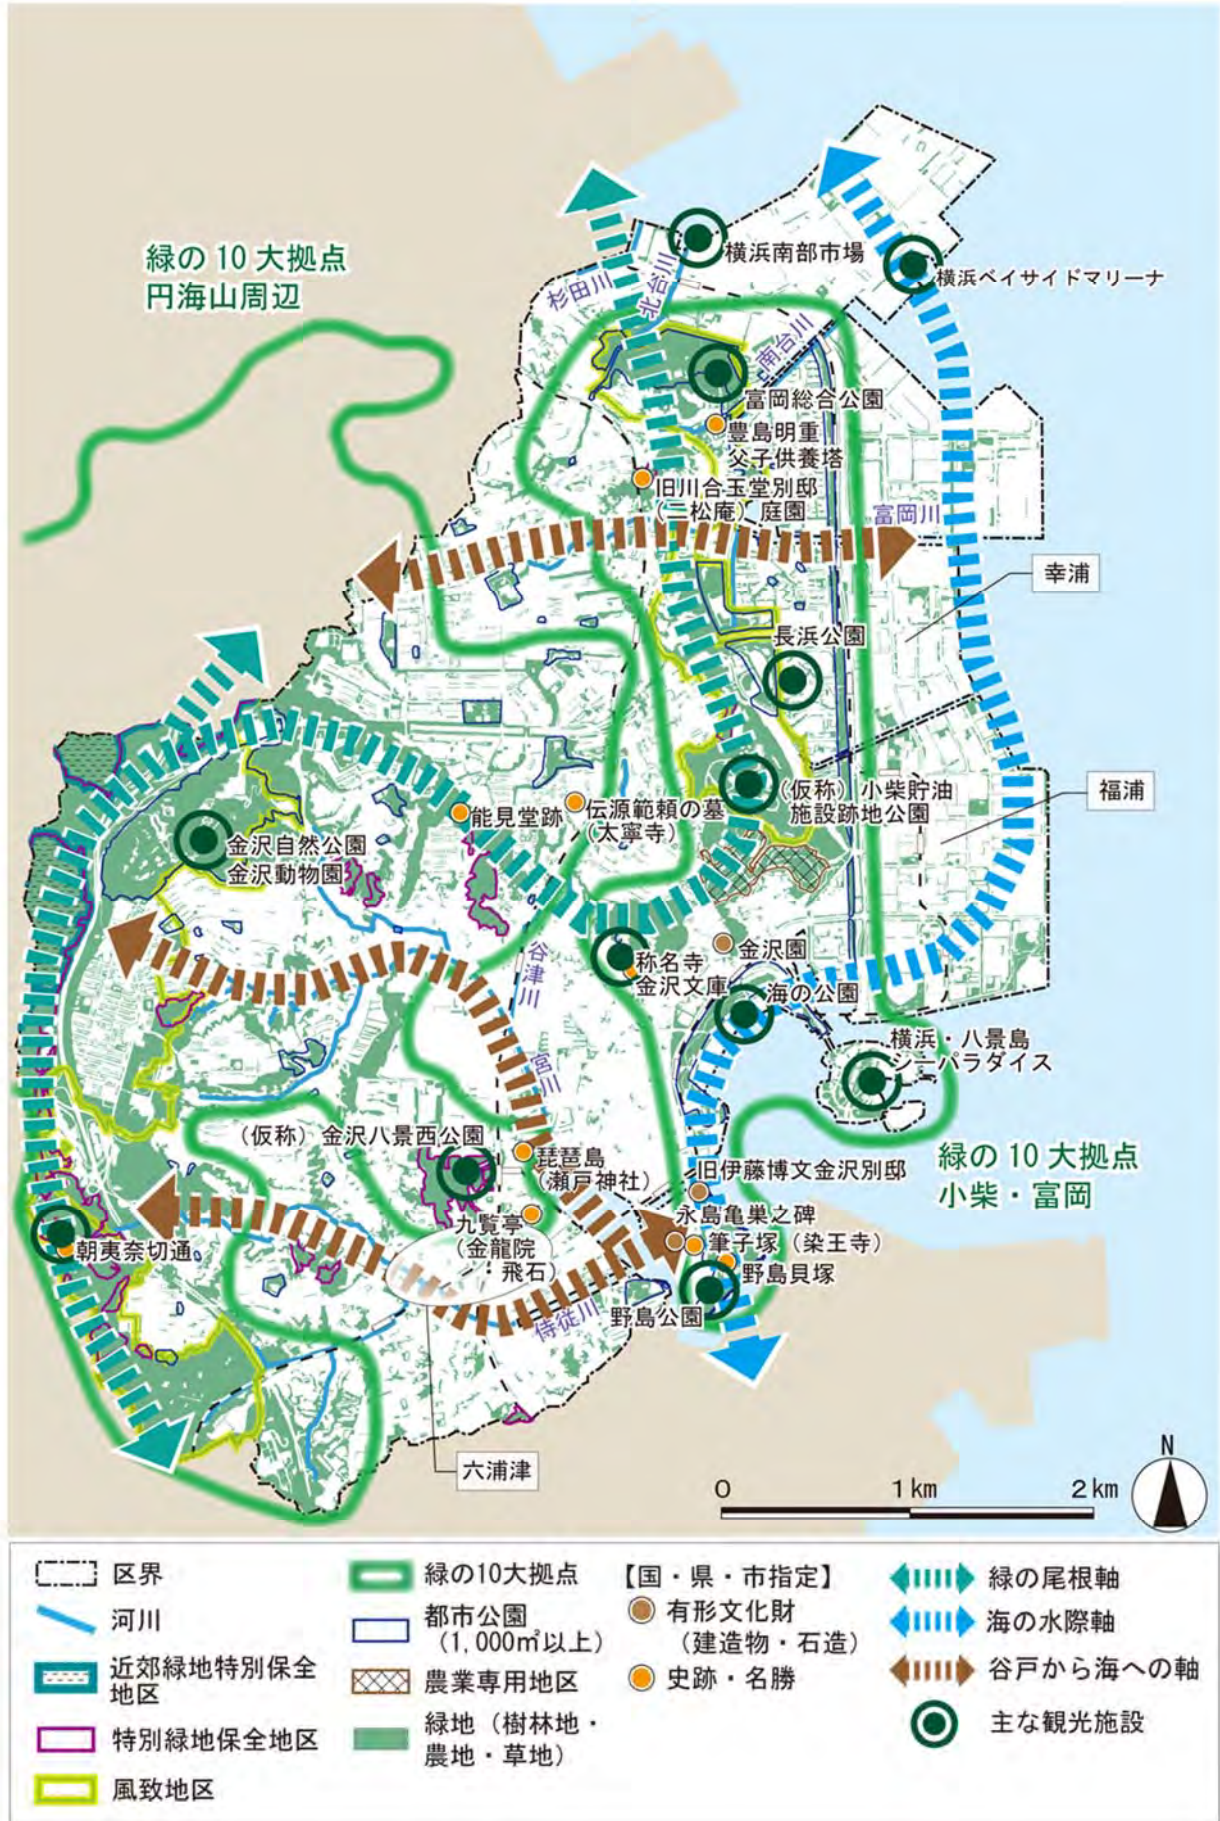 緑の10大拠点
円海山周辺
横浜南部市場
横浜ベイサイドマリーナ
杉田川
北台川
南台川
富岡総合公園
豊島明重
父子供養塔
旧川合玉堂別邸
(二松庵)庭園
富岡川
幸浦
長浜公園
(仮称)小柴貯油
施設跡地公園
福浦
能見堂跡
伝源範頼の墓
(太寧寺)
金沢自然公園
金沢動物園
谷津川
称名寺
金沢文庫
金沢園
海の公園
横浜・八景島
シーパラダイス
宮川
(仮称)金沢八景西公園
琵琶島
(瀬戸神社)
旧伊藤博文金沢別邸
緑の10大拠点
小柴・富岡
九覧亭
(金龍院
・飛石)
永島亀巣之碑
筆子塚(染王寺)
野島貝塚
朝夷奈切通
侍従川
野島公園
六浦津
N
0 1km 2km
区界
河川
近郊緑地特別保全
地区
特別緑地保全地区
風致地区
緑の10大拠点
都市公園
(1,000㎡以上)
農業専用地区
緑地(樹林地・
農地・草地)
【国・県・市指定】
有形文化財
(建造物・石造)
史跡・名勝
緑の尾根軸
海の水際軸
谷戸から海への軸
主な観光施設